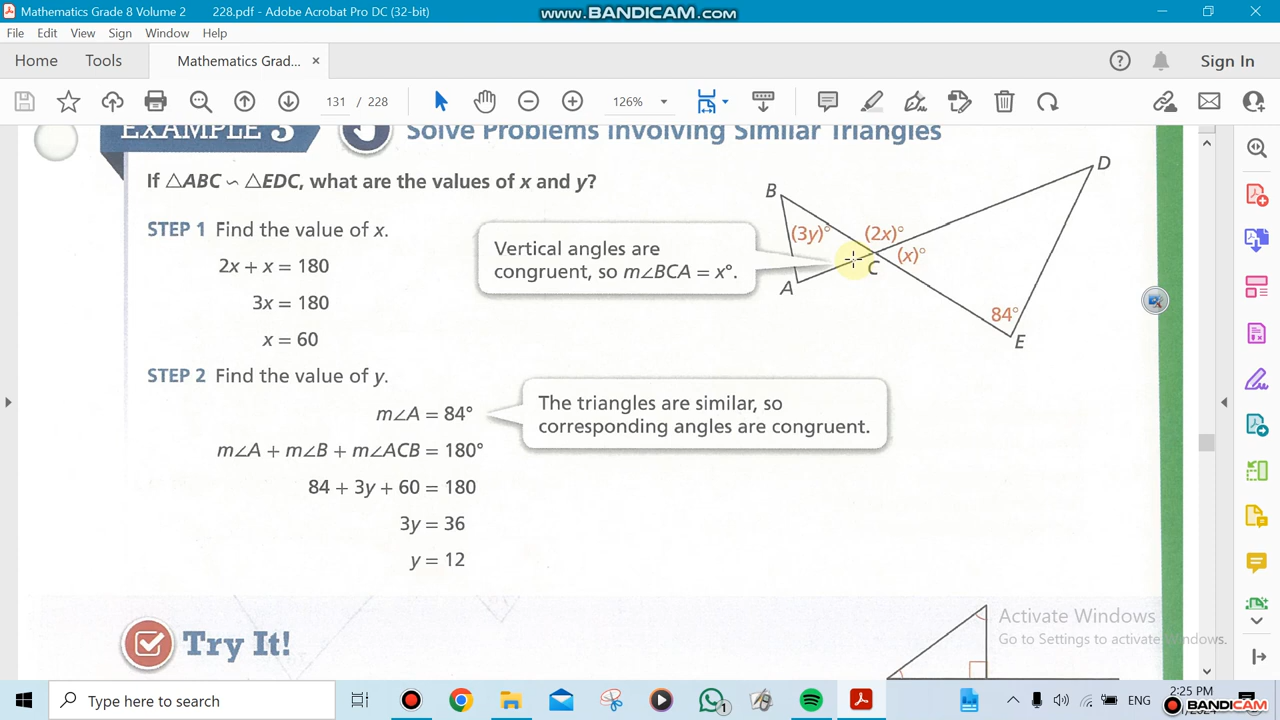 Mathematics Grade 8 Volume 2 228.pdf - Adobe Acrobat Pro DC (32-bit)
www.BANDICAM.com
File Edit View Sign Window Help
Home Tools Mathematics Grad... × Sign In
131 / 228 126%
EXAMPLE 3 Solve Problems Involving Similar Triangles
If △ABC ∽ △EDC, what are the values of x and y?
STEP 1 Find the value of x.
2x + x = 180
3x = 180
x = 60
Vertical angles are
congruent, so m∠BCA = x°.
B
D
(3y)° (2x)°
(x)°
C
A
84°
E
STEP 2 Find the value of y.
m∠A = 84°
The triangles are similar, so
corresponding angles are congruent.
m∠A + m∠B + m∠ACB = 180°
84 + 3y + 60 = 180
3y = 36
y = 12
Try It!
Activate Windows
Go to Settings to activate Windows.
Type here to search
1
ENG
2:25 PM
BANDICAM